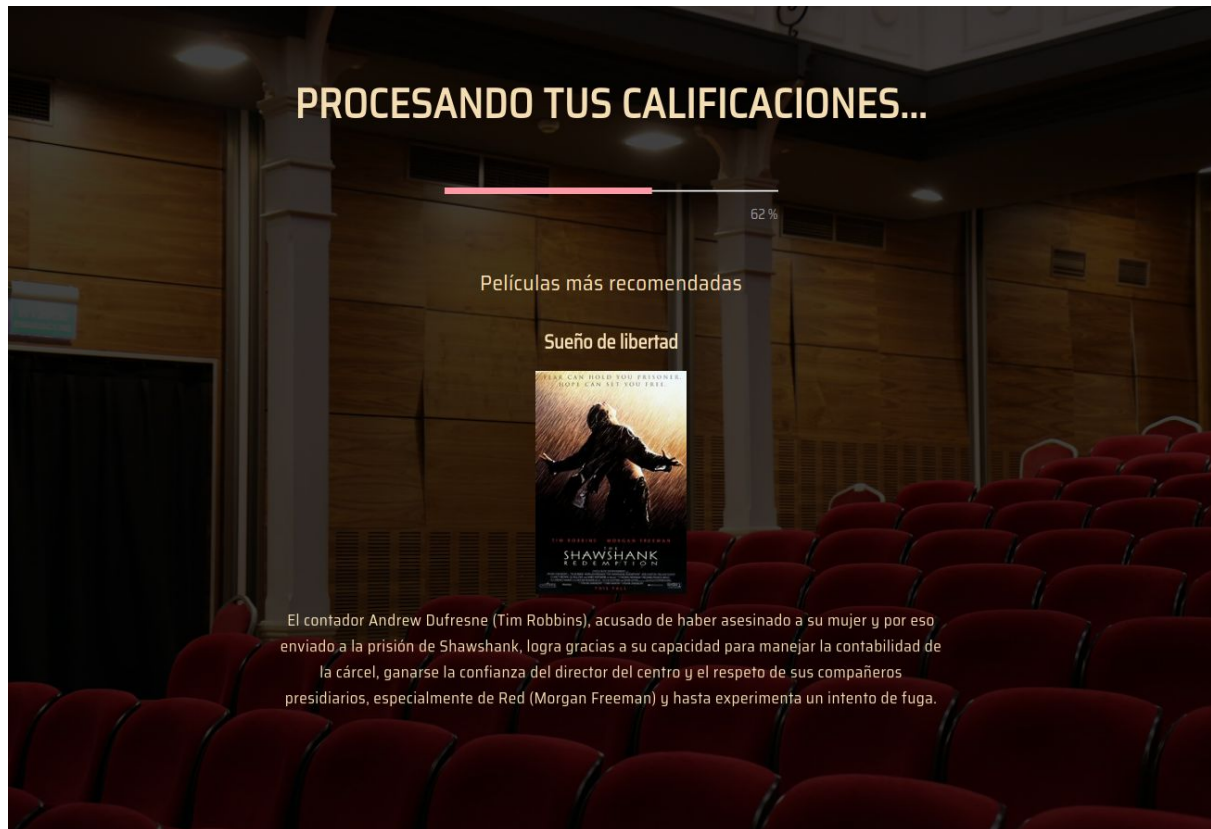 PROCESANDO TUS CALIFICACIONES...
62 %
Películas más recomendadas
Sueño de libertad
FEAR CAN HOLD YOU PRISONER.
HOPE CAN SET YOU FREE.
TIM ROBBINS MORGAN FREEMAN
THE
SHAWSHANK
REDEMPTION
THIS FALL
El contador Andrew Dufresne (Tim Robbins), acusado de haber asesinado a su mujer y por eso
enviado a la prisión de Shawshank, logra gracias a su capacidad para manejar la contabilidad de
la cárcel, ganarse la confianza del director del centro y el respeto de sus compañeros
presidiarios, especialmente de Red (Morgan Freeman) y hasta experimenta un intento de fuga.